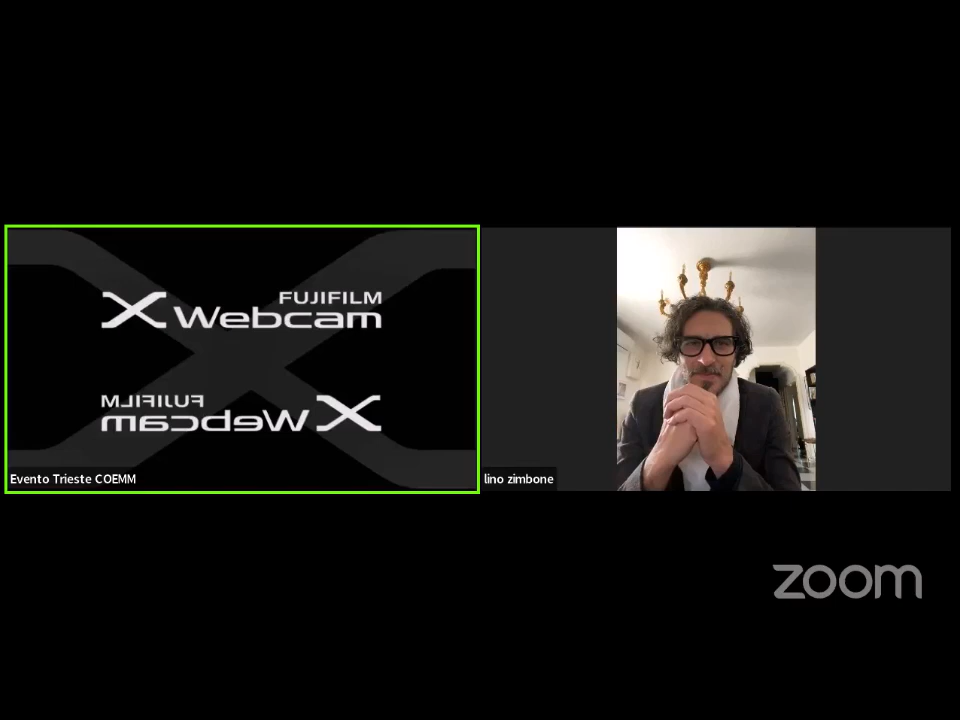 FUJIFILM
X Webcam
FUJIFILM
X Webcam
Evento Trieste COEMM
lino zimbone
zoom